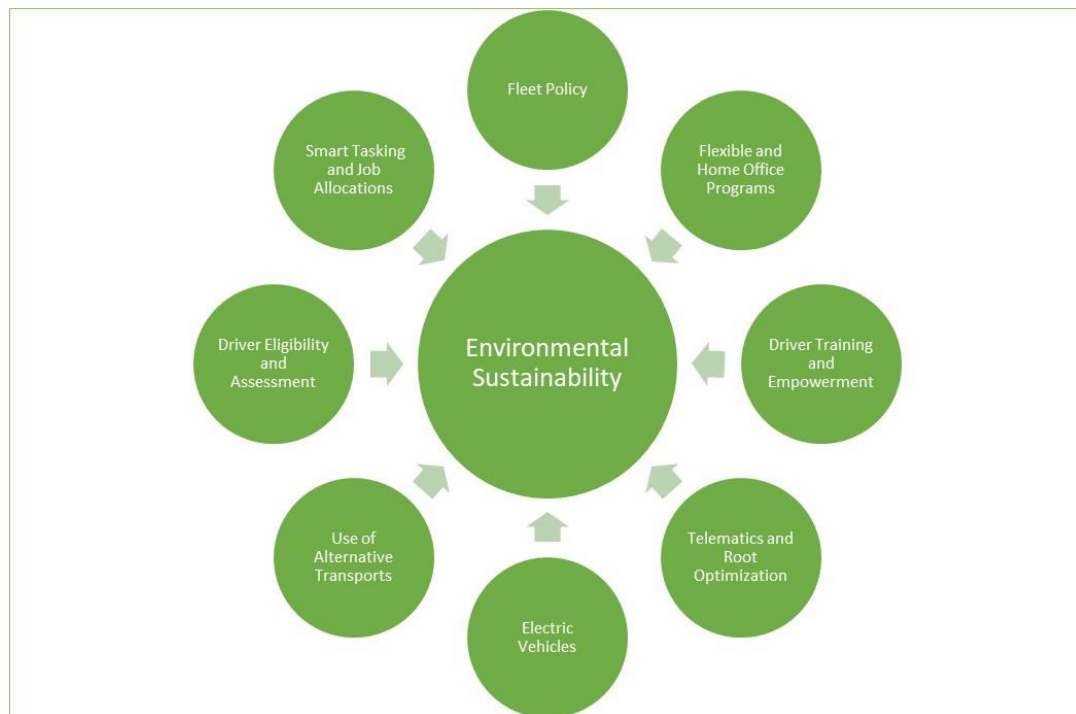 Fleet Policy
Smart Tasking
and Job
Allocations
Flexible and
Home Office
Programs
Driver Eligibility
and
Assessment
Environmental
Sustainability
Driver Training
and
Empowerment
Use of
Alternative
Transports
Telematics and
Root
Optimization
Electric
Vehicles